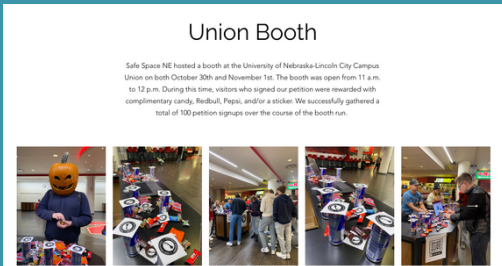 Union Booth
Safe Space NE hosted a booth at the University of Nebraska-Lincoln City Campus
Union on both October 30th and November 1st. The booth was open from 11 a.m.
to 12 p.m. During this time, visitors who signed our petition were rewarded with
complimentary candy, Redbull, Pepsi, and/or a sticker. We successfully gathered a
total of 100 petition signups over the course of the booth run.